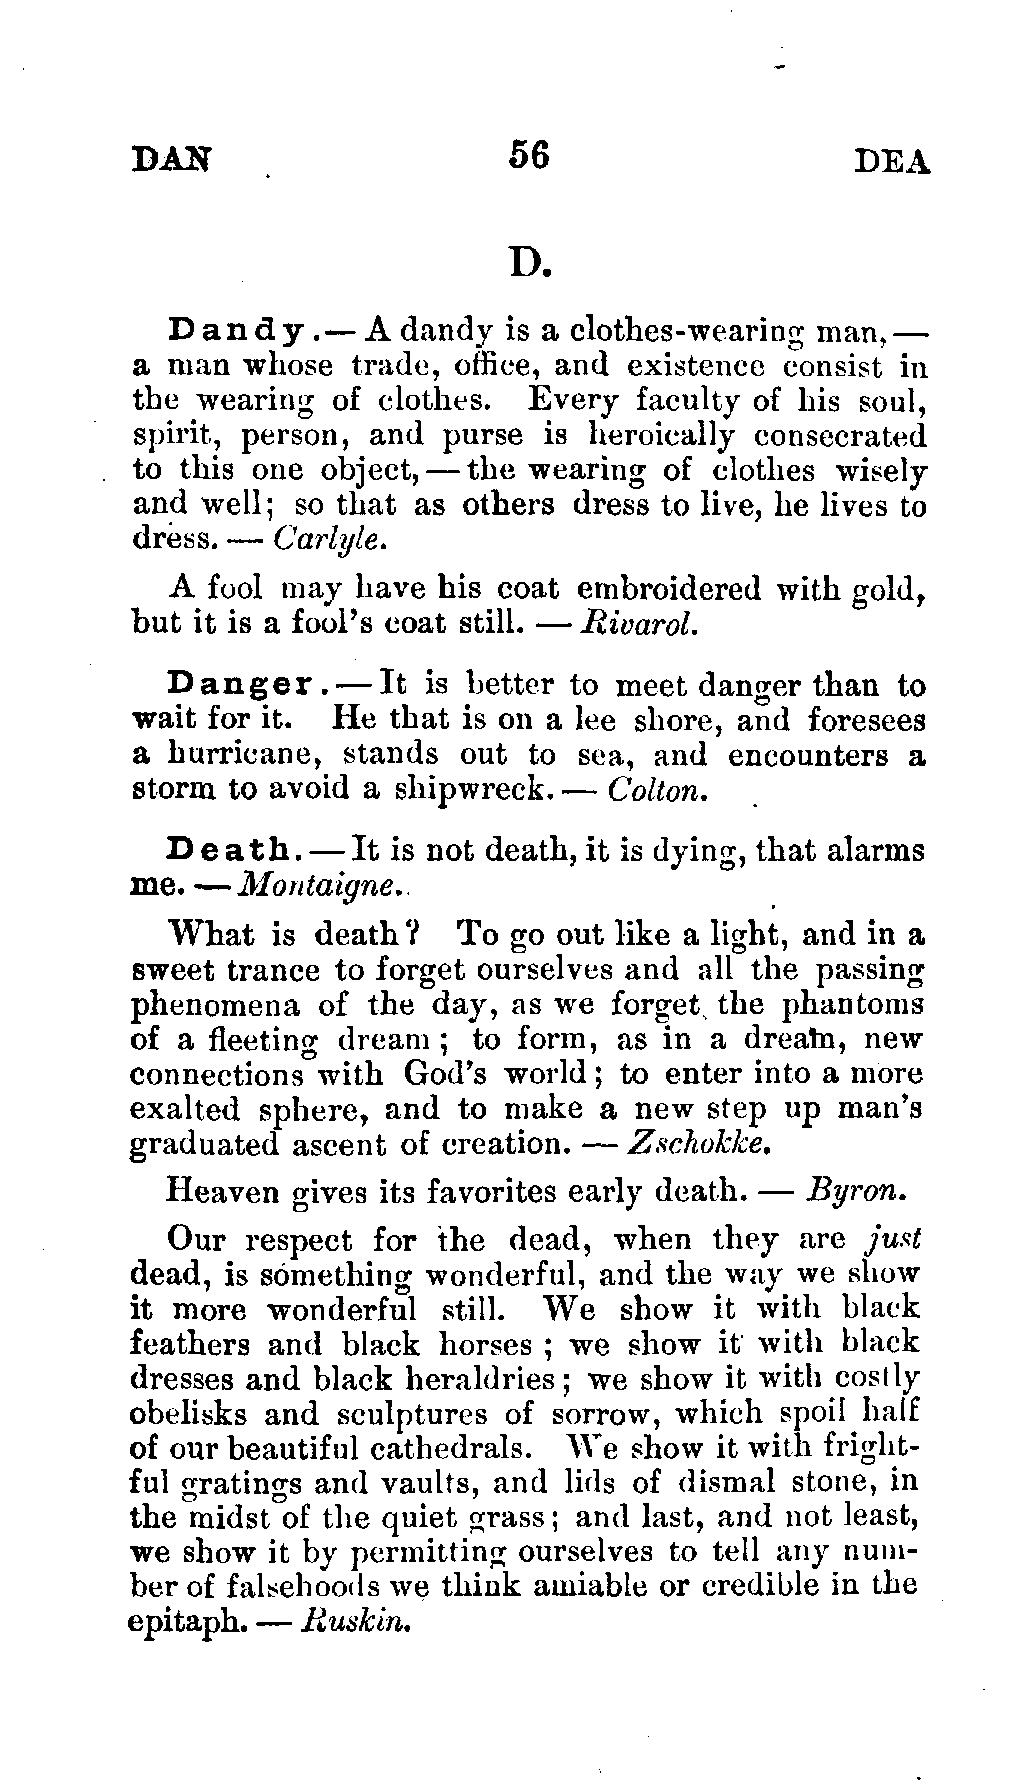 DAN 56 DEA
D.
Dandy.— A dandy is a clothes-wearing man,—
a man whose trade, office, and existence consist in
the wearing of clothes. Every faculty of his soul,
spirit, person, and purse is heroically consecrated
to this one object, — the wearing of clothes wisely
and well; so that as others dress to live, he lives to
dress. — Carlyle.
A fool may have his coat embroidered with gold,
but it is a fool's coat still. — Rivarol.
Danger.— It is better to meet danger than to
wait for it. He that is on a lee shore, and foresees
a hurricane, stands out to sea, and encounters a
storm to avoid a shipwreck. — Colton.
Death. — It is not death, it is dying, that alarms
me. — Montaigne.
What is death? To go out like a light, and in a
sweet trance to forget ourselves and all the passing
phenomena of the day, as we forget the phantoms
of a fleeting dream; to form, as in a dream, new
connections with God's world; to enter into a more
exalted sphere, and to make a new step up man's
graduated ascent of creation. — Zschokke.
Heaven gives its favorites early death. — Byron.
Our respect for the dead, when they are just
dead, is something wonderful, and the way we show
it more wonderful still. We show it with black
feathers and black horses; we show it with black
dresses and black heraldries; we show it with costly
obelisks and sculptures of sorrow, which spoil half
of our beautiful cathedrals. We show it with fright-
ful gratings and vaults, and lids of dismal stone, in
the midst of the quiet grass; and last, and not least,
we show it by permitting ourselves to tell any num-
ber of falsehoods we think amiable or credible in the
epitaph. — Ruskin.